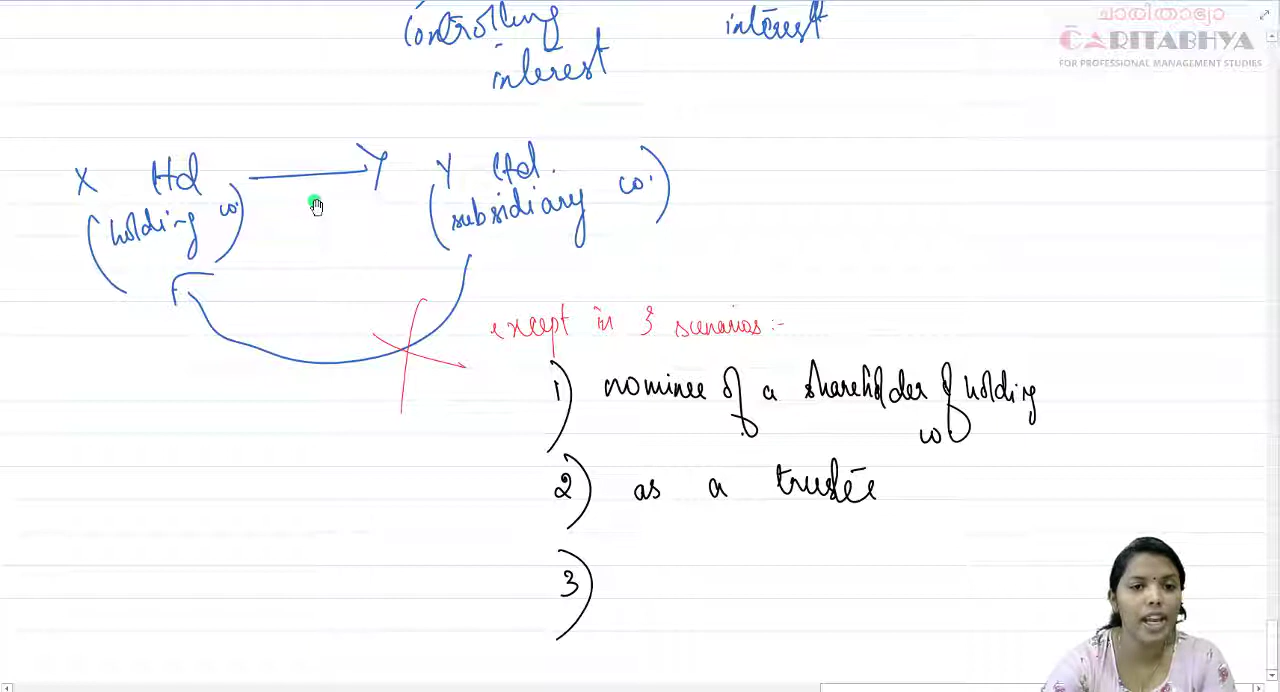 controlling interest
interest
ചാരിതാഭ്യാ
CARITABHYA
FOR PROFESSIONAL MANAGEMENT STUDIES
X ltd Y ltd.
(holding co.) (subsidiary co.)
except in 3 scenarios:-
1) nominee of a shareholder of holding
co
2) as a trustee
3)